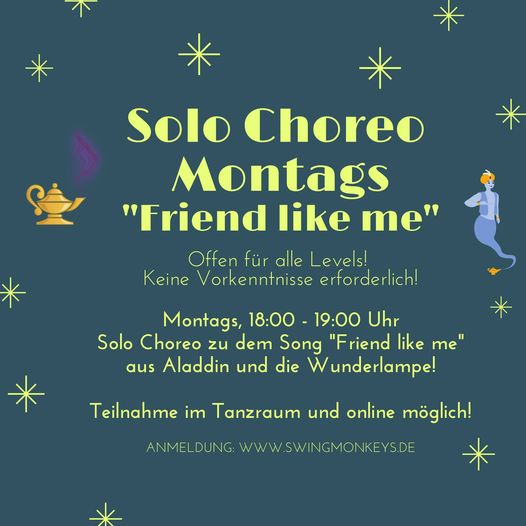 Solo Choreo
Montags
"Friend like me"
Offen für alle Levels!
Keine Vorkenntnisse erforderlich!
Montags, 18:00 - 19:00 Uhr
Solo Choreo zu dem Song "Friend like me"
aus Aladdin und die Wunderlampe!
Teilnahme im Tanzraum und online möglich!
ANMELDUNG: WWW.SWINGMONKEYS.DE